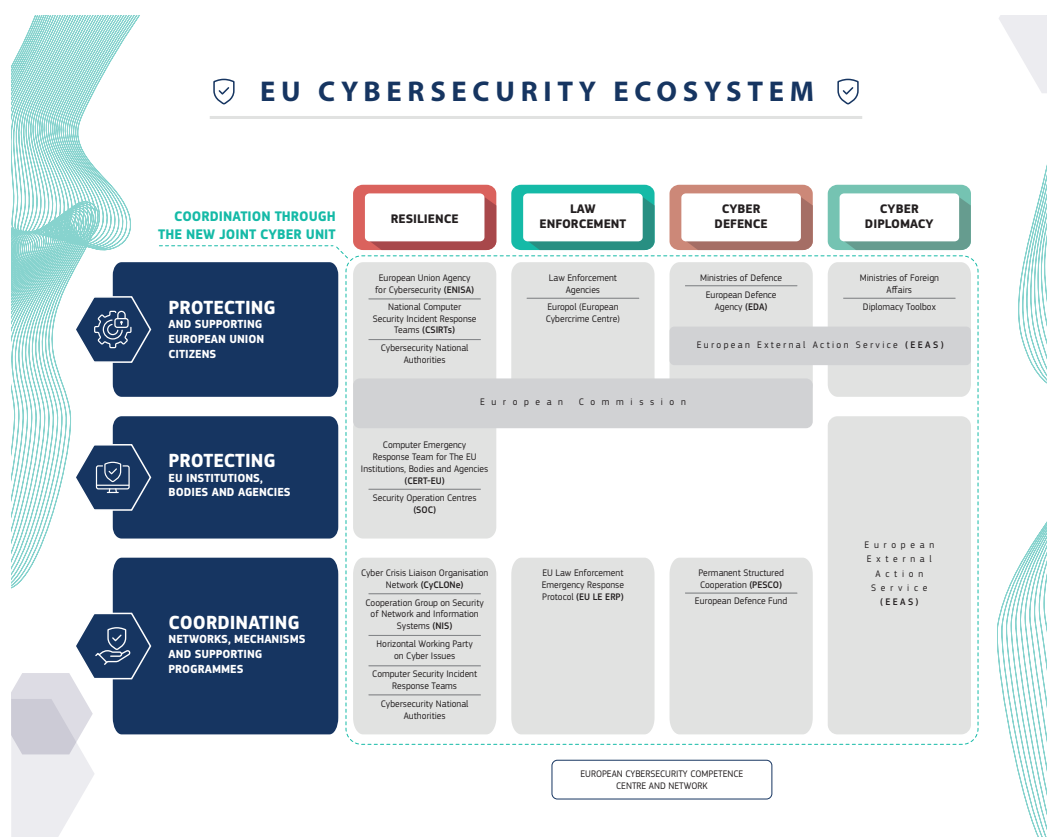 EU CYBERSECURITY ECOSYSTEM
COORDINATION THROUGH
THE NEW JOINT CYBER UNIT
RESILIENCE
LAW
ENFORCEMENT
CYBER
DEFENCE
CYBER
DIPLOMACY
PROTECTING
AND SUPPORTING
EUROPEAN UNION
CITIZENS
European Union Agency
for Cybersecurity (ENISA)
National Computer
Security Incident Response
Teams (CSIRTs)
Cybersecurity National
Authorities
Law Enforcement
Agencies
Europol (European
Cybercrime Centre)
Ministries of Defence
European Defence
Agency (EDA)
Ministries of Foreign
Affairs
Diplomacy Toolbox
European External Action Service (EEAS)
European Commission
PROTECTING
EU INSTITUTIONS,
BODIES AND AGENCIES
Computer Emergency
Response Team for The EU
Institutions, Bodies and Agencies
(CERT-EU)
Security Operation Centres
(SOC)
European
External
Action
Service
(EEAS)
COORDINATING
NETWORKS, MECHANISMS
AND SUPPORTING
PROGRAMMES
Cyber Crisis Liaison Organisation
Network (CyCLONe)
Cooperation Group on Security
of Network and Information
Systems (NIS)
Horizontal Working Party
on Cyber Issues
Computer Security Incident
Response Teams
Cybersecurity National
Authorities
EU Law Enforcement
Emergency Response
Protocol (EU LE ERP)
Permanent Structured
Cooperation (PESCO)
European Defence Fund
EUROPEAN CYBERSECURITY COMPETENCE
CENTRE AND NETWORK